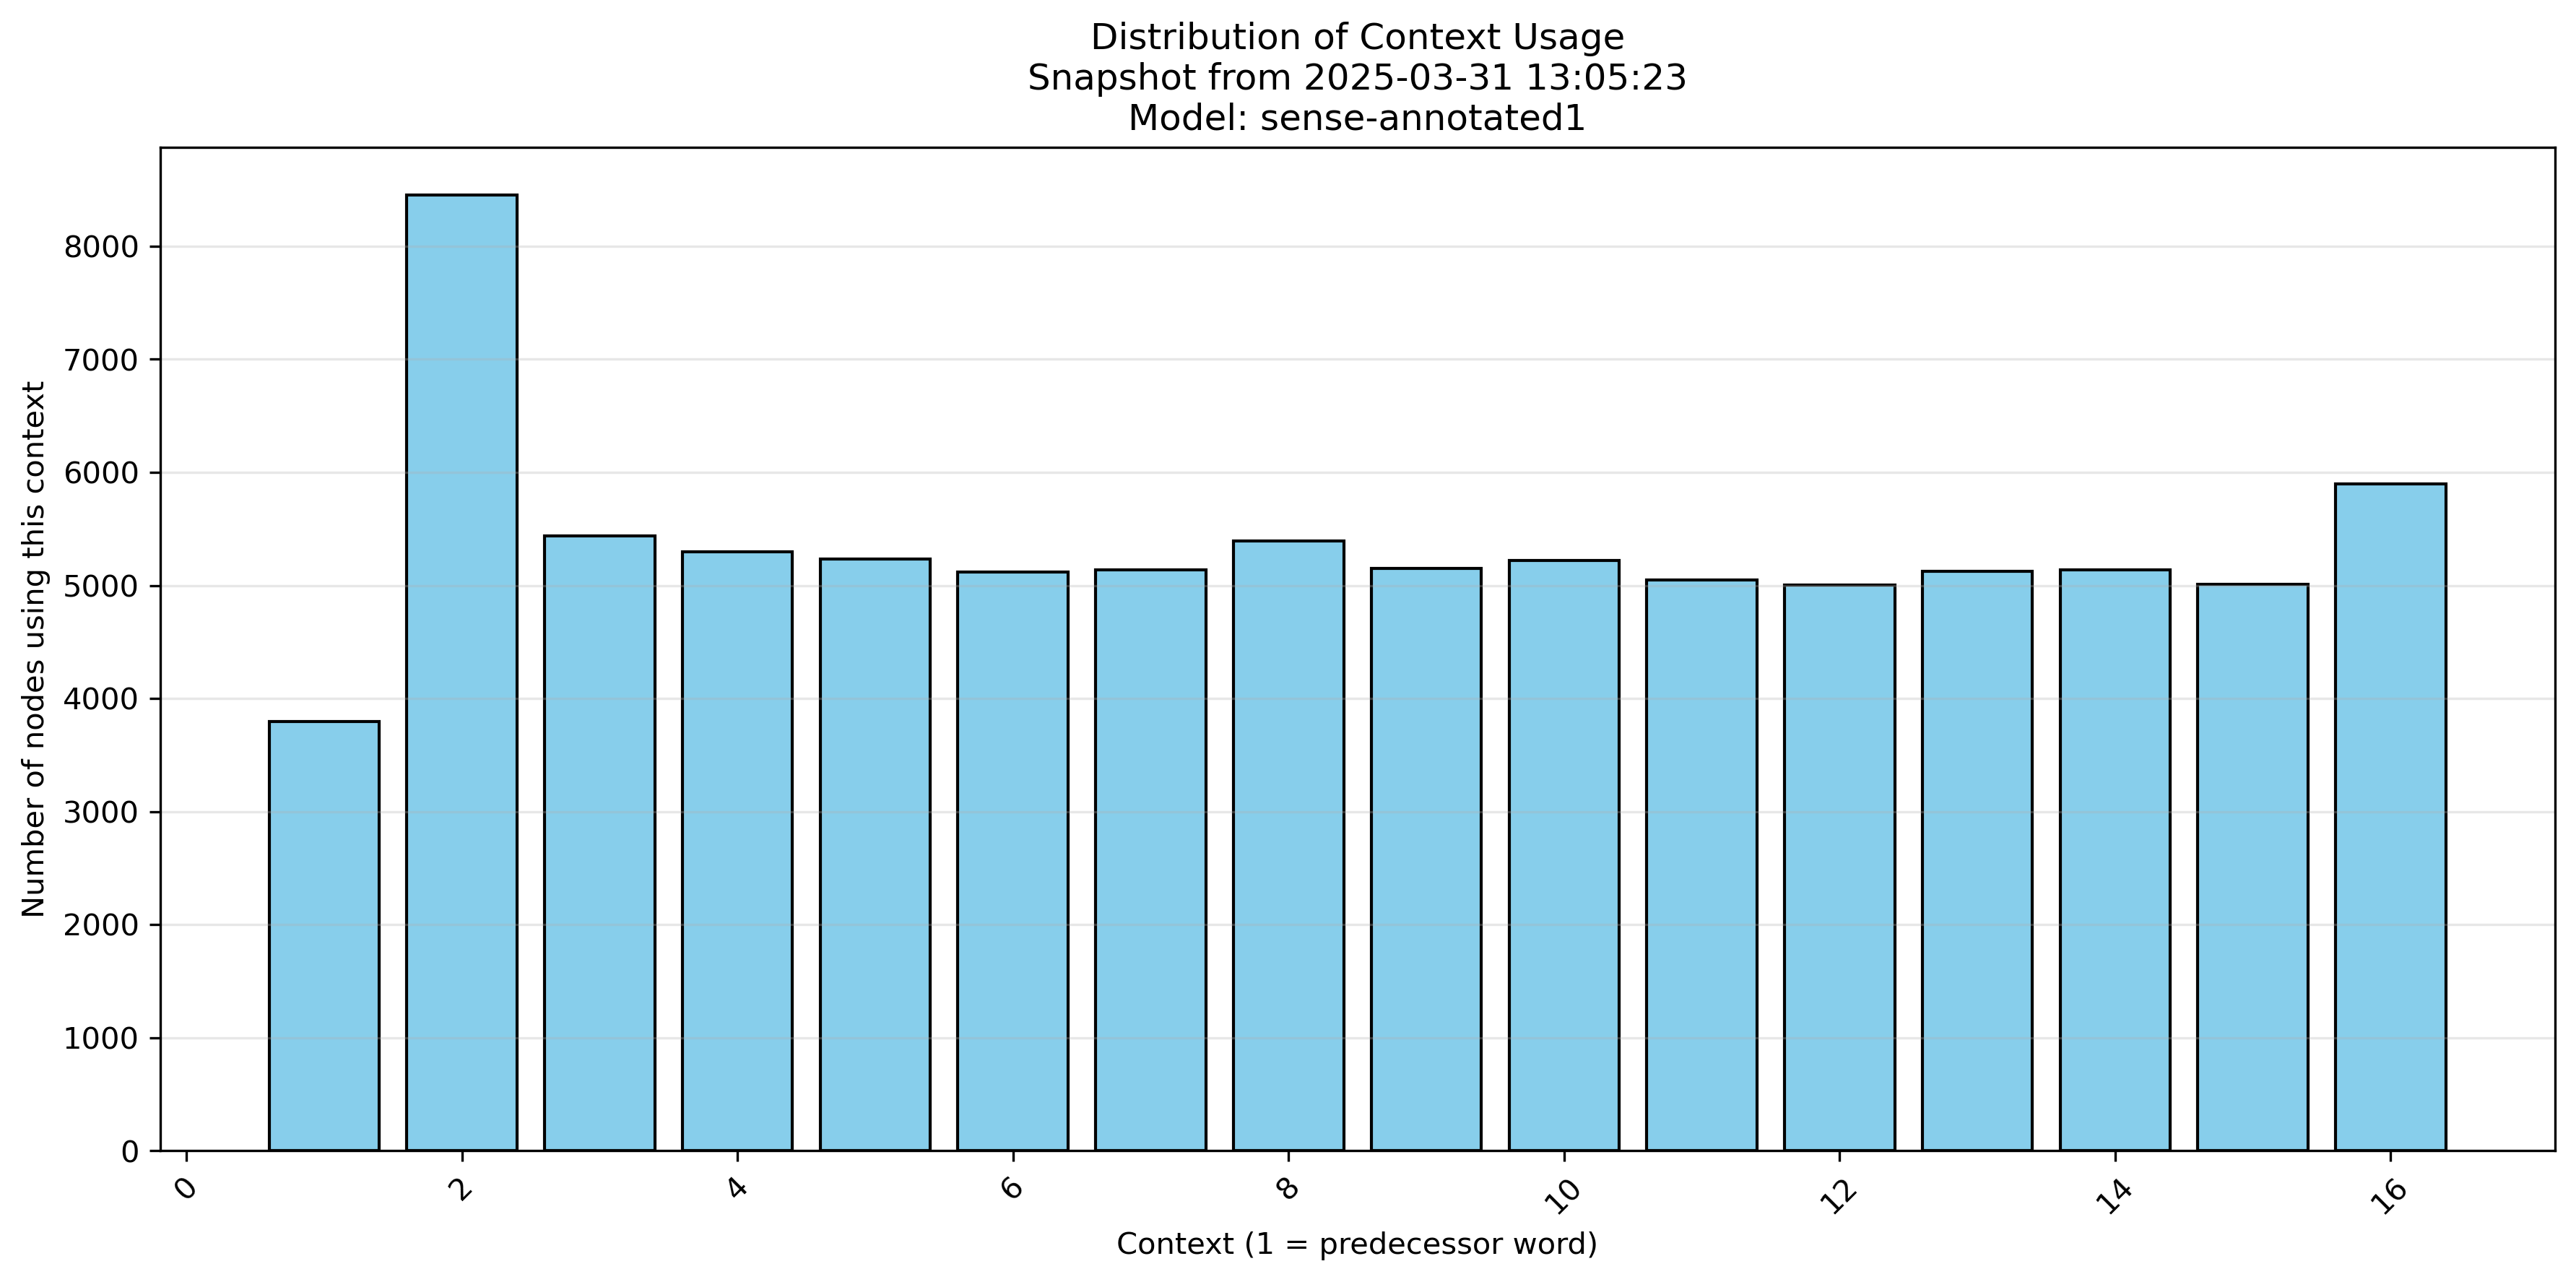 Distribution of Context Usage
Snapshot from 2025-03-31 13:05:23
Model: sense-annotated1
Number of nodes using this context
8000
7000
6000
5000
4000
3000
2000
1000
0
0 2 4 6 8 10 12 14 16
Context (1 = predecessor word)